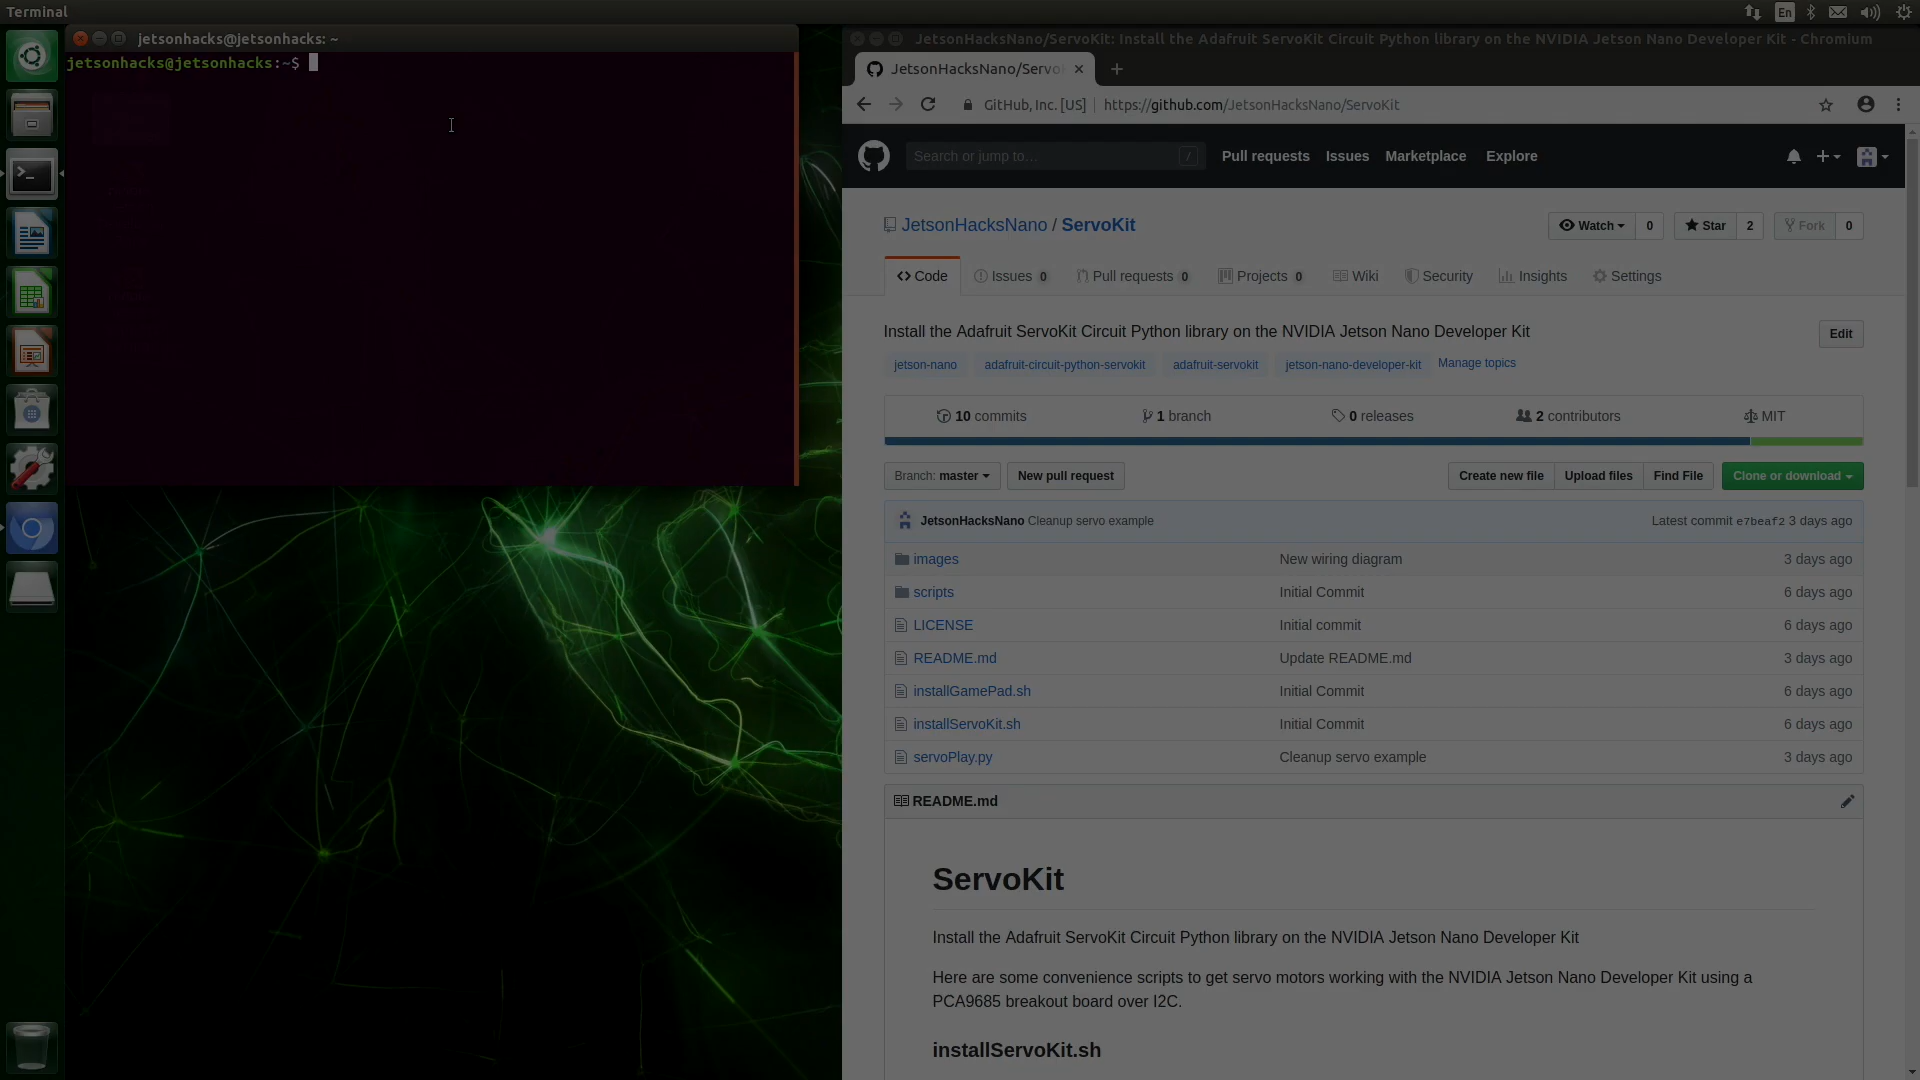 Terminal
En
jetsonhacks@jetsonhacks: ~
jetsonhacks@jetsonhacks:~$
JetsonHacksNano/ServoKit: Install the Adafruit ServoKit Circuit Python library on the NVIDIA Jetson Nano Developer Kit - Chromium
JetsonHacksNano/Servo
GitHub, Inc. [US] https://github.com/JetsonHacksNano/ServoKit
Search or jump to… / Pull requests Issues Marketplace Explore
JetsonHacksNano / ServoKit Watch 0 Star 2 Fork 0
Code Issues 0 Pull requests 0 Projects 0 Wiki Security Insights Settings
Install the Adafruit ServoKit Circuit Python library on the NVIDIA Jetson Nano Developer Kit Edit
jetson-nano adafruit-circuit-python-servokit adafruit-servokit jetson-nano-developer-kit Manage topics
10 commits 1 branch 0 releases 2 contributors MIT
Branch: master New pull request Create new file Upload files Find File Clone or download
JetsonHacksNano Cleanup servo example Latest commit e7beaf2 3 days ago
images New wiring diagram 3 days ago
scripts Initial Commit 6 days ago
LICENSE Initial commit 6 days ago
README.md Update README.md 3 days ago
installGamePad.sh Initial Commit 6 days ago
installServoKit.sh Initial Commit 6 days ago
servoPlay.py Cleanup servo example 3 days ago
README.md
ServoKit
Install the Adafruit ServoKit Circuit Python library on the NVIDIA Jetson Nano Developer Kit
Here are some convenience scripts to get servo motors working with the NVIDIA Jetson Nano Developer Kit using a
PCA9685 breakout board over I2C.
installServoKit.sh